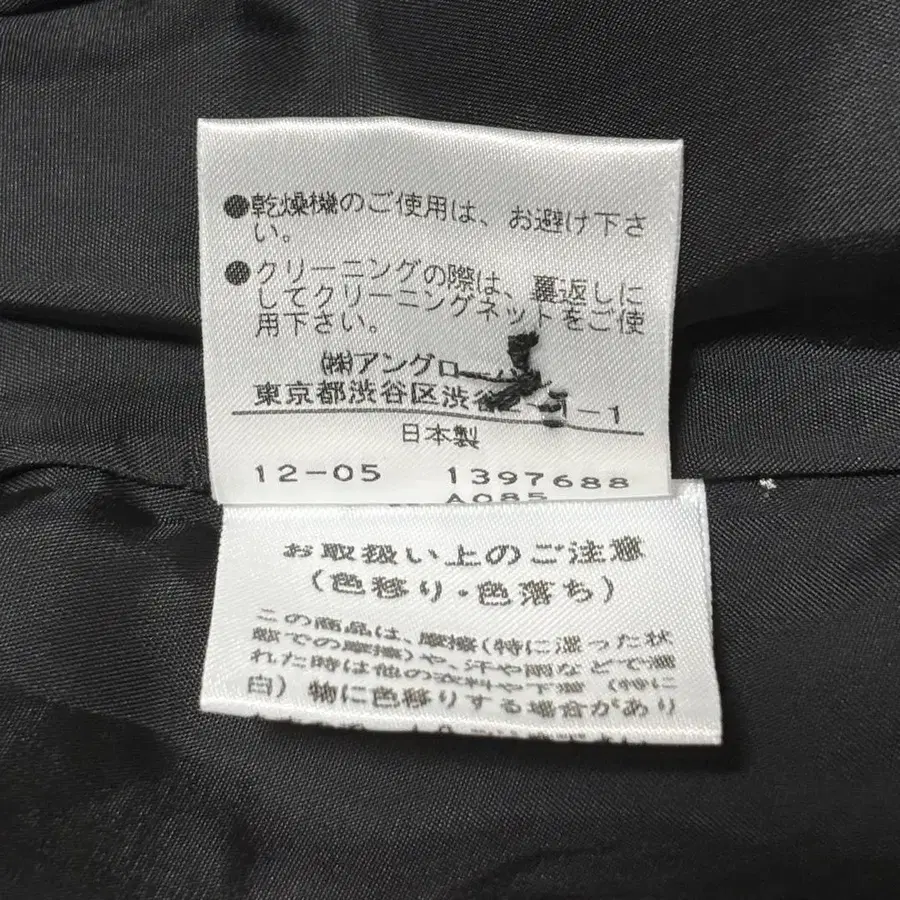 ●乾燥機のご使用は、お避け下さ
い。
●クリーニングの際は、裏返しに
してクリーニングネットをご使
用下さい。
㈱アングロー
東京都渋谷区渋谷2-1-1
日本製
12-05 1397688
A085
お取扱い上のご注意
(色移り・色落ち)
この商品は、摩擦(特に湿った状
態での摩擦)や、汗や雨などで濡
れた時は他の衣料や下着(特に
白)物に色移りする場合があり